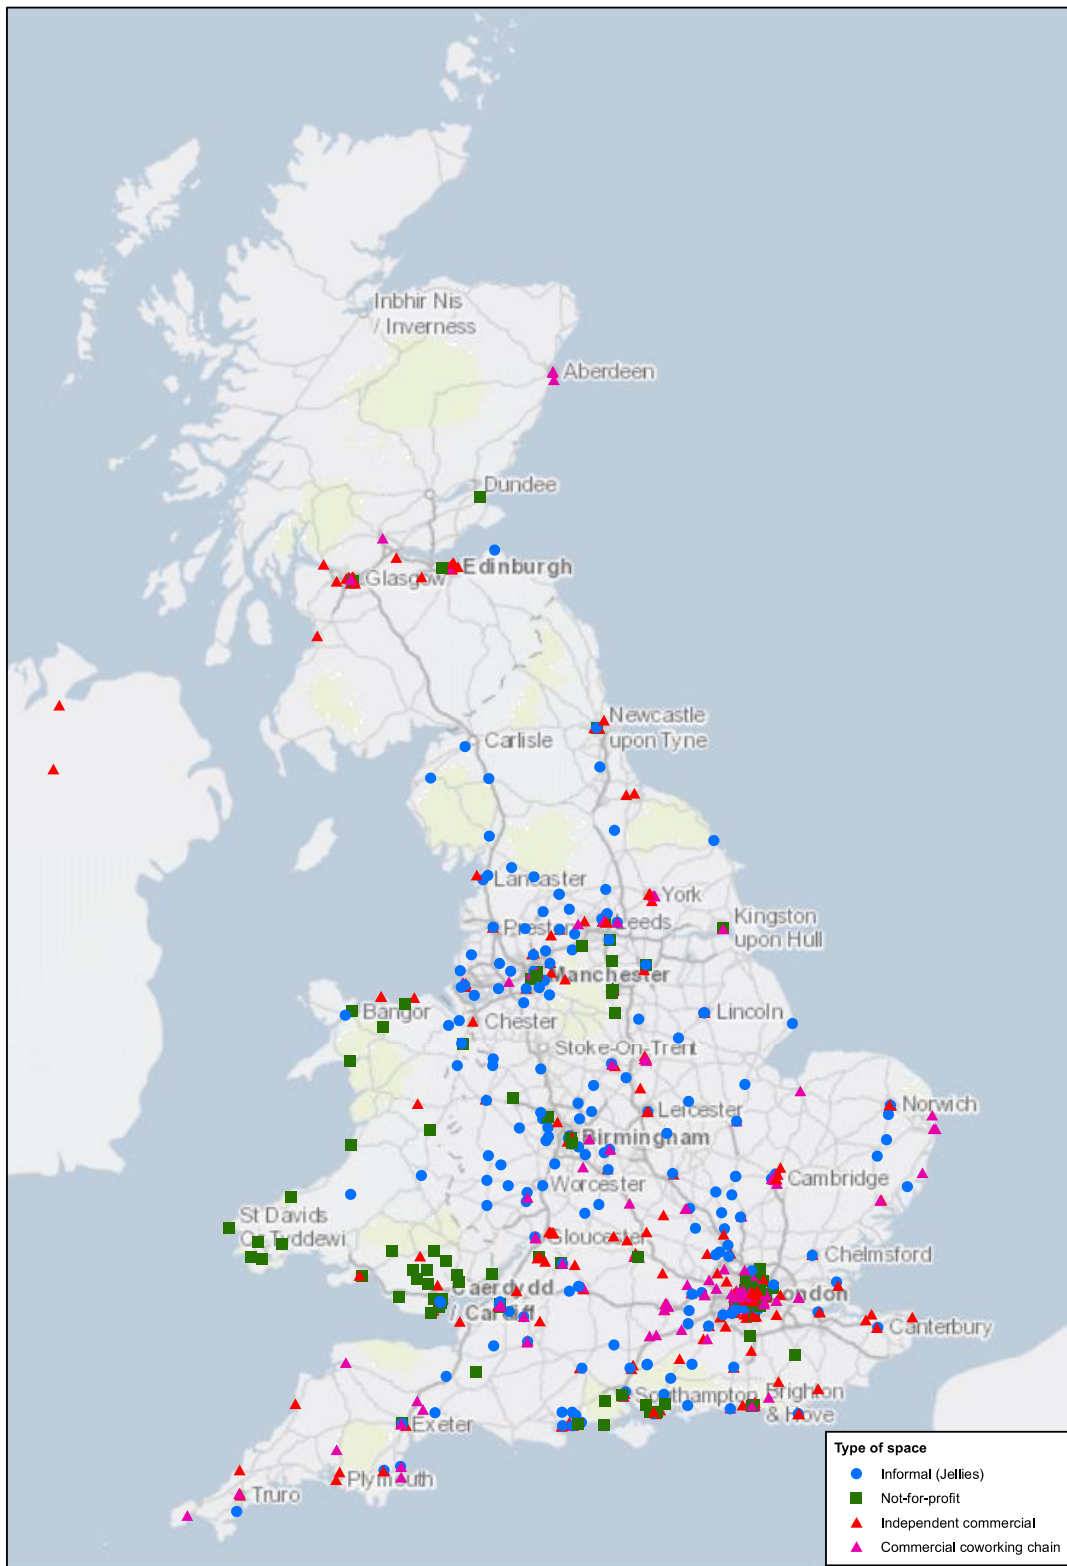 Inbhir Nis
/ Inverness
Aberdeen
Dundee
Edinburgh
Glasgow
Newcastle
upon Tyne
Carlisle
Lancaster
York
Preston
Leeds
Kingston
upon Hull
Manchester
Bangor
Chester
Lincoln
Stoke-On-Trent
Norwich
Leicester
Birmingham
Cambridge
Worcester
St Davids
Or Tyddewi
Gloucester
Chelmsford
Caerdydd
/ Cardiff
London
Canterbury
Southampton
Brighton
& Hove
Exeter
Plymouth
Truro
Type of space
Informal (Jellies)
Not-for-profit
Independent commercial
Commercial coworking chain